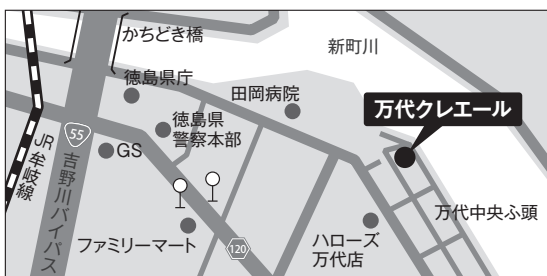 かちどき橋
新町川
徳島県庁
田岡病院
万代クレエール
徳島県
警察本部
55
GS
JR牟岐線
吉野川バイパス
万代中央ふ頭
ファミリーマート
120
ハローズ
万代店